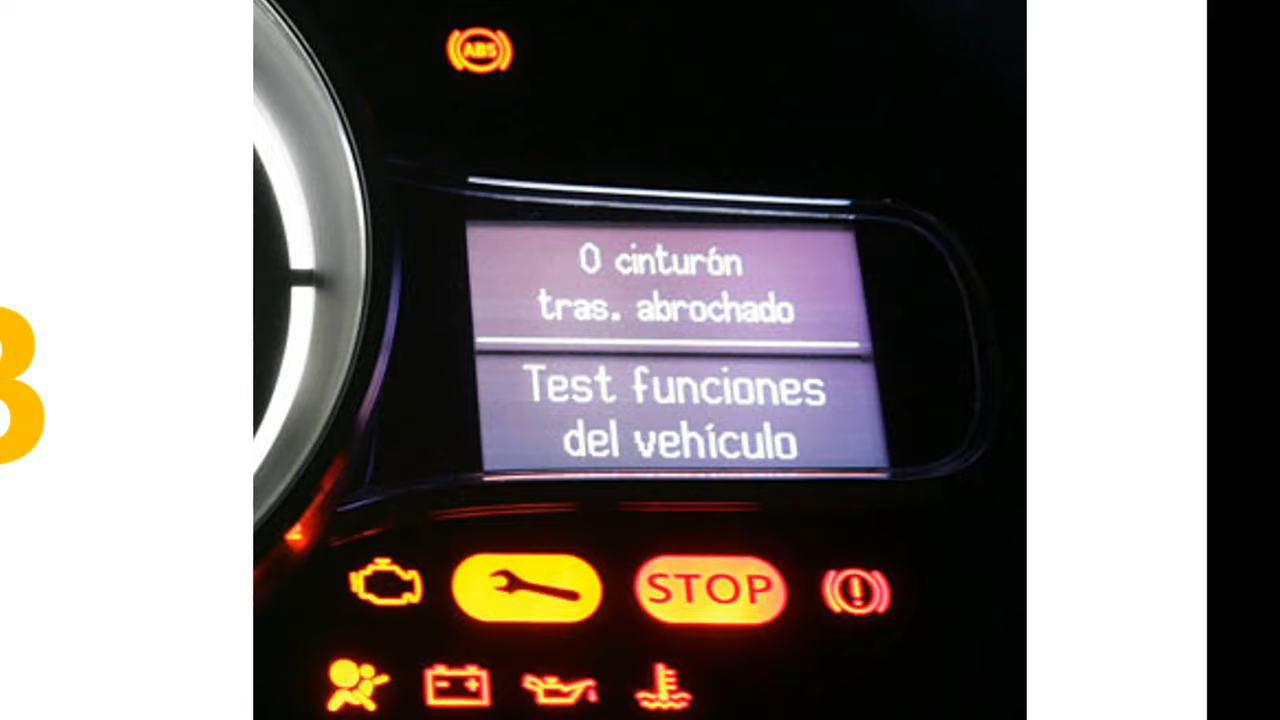 ABS
0 cinturón
tras. abrochado
Test funciones
del vehículo
STOP